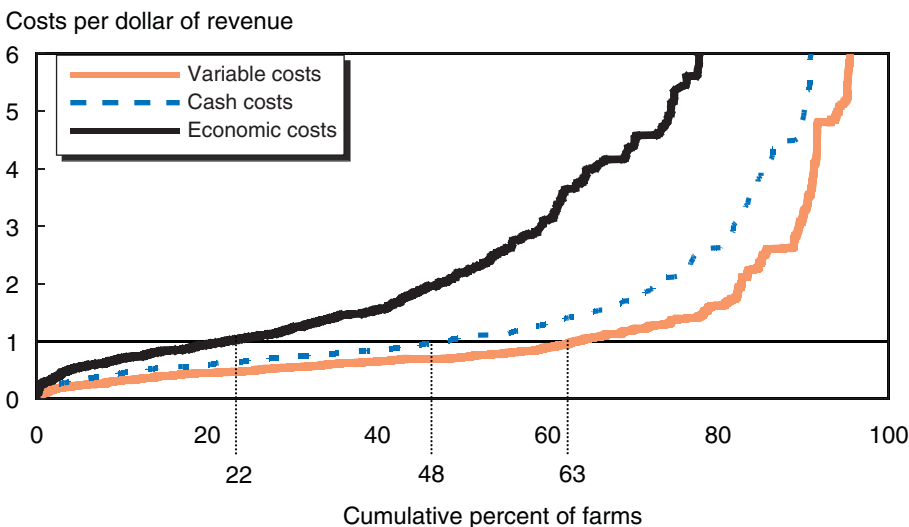 Costs per dollar of revenue
6
Variable costs
Cash costs
Economic costs
5
4
3
2
1
0
0 20 40 60 80 100
22 48 63
Cumulative percent of farms